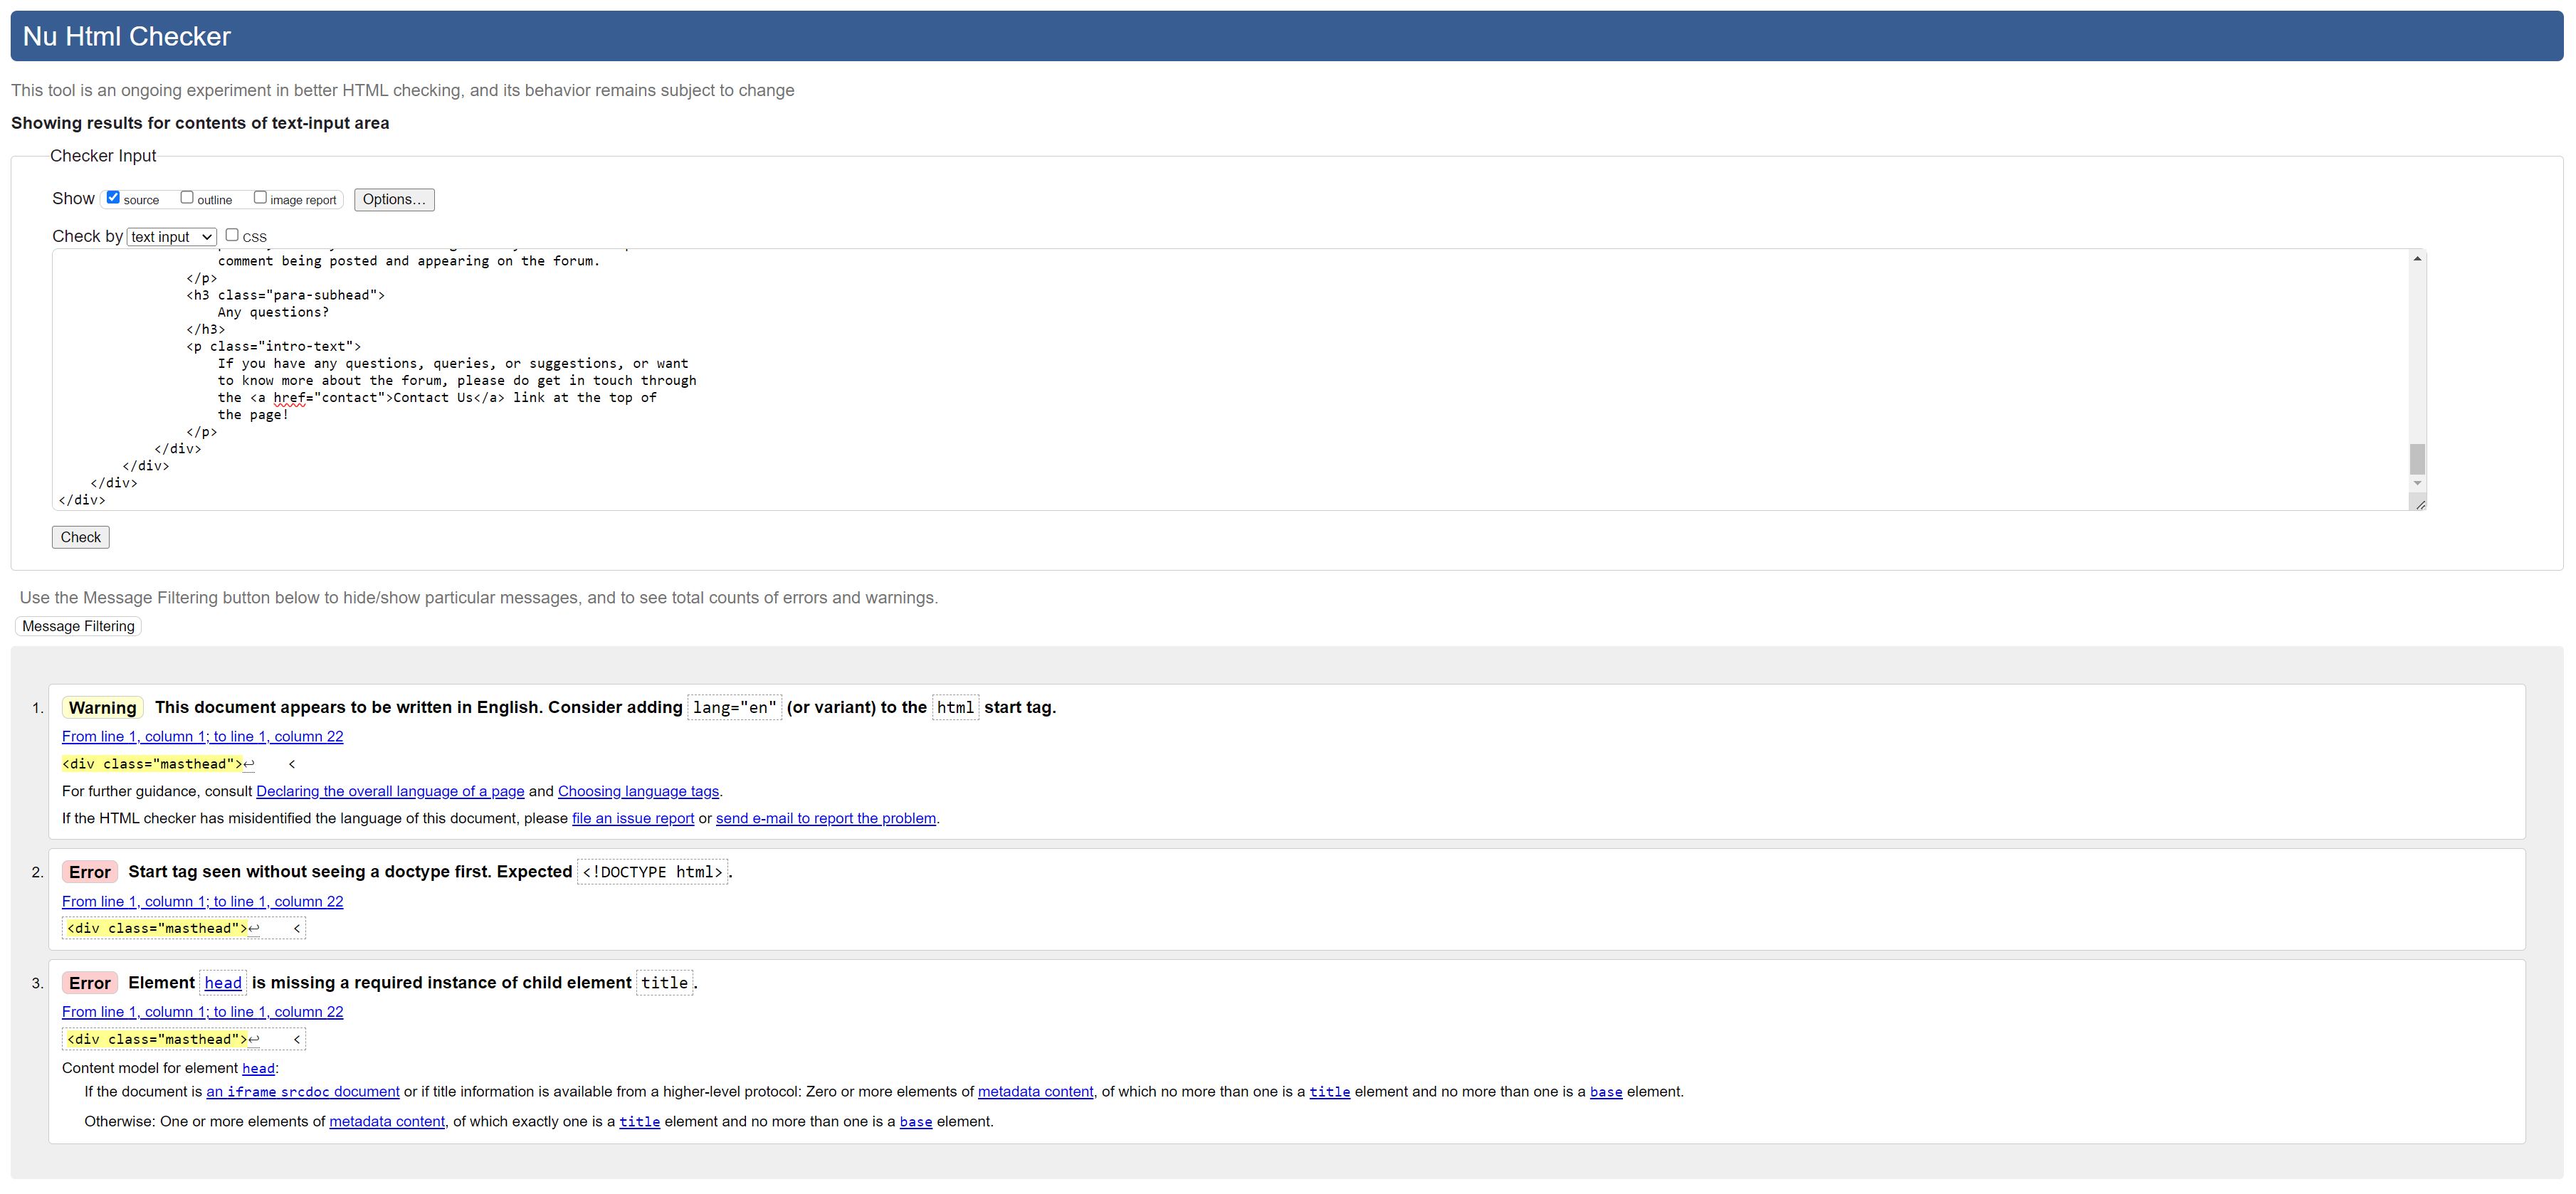 Nu Html Checker
This tool is an ongoing experiment in better HTML checking, and its behavior remains subject to change
Showing results for contents of text-input area
Checker Input
Show source outline image report Options…
Check by text input CSS
comment being posted and appearing on the forum.
</p>
<h3 class="para-subhead">
Any questions?
</h3>
<p class="intro-text">
If you have any questions, queries, or suggestions, or want
to know more about the forum, please do get in touch through
the <a href="contact">Contact Us</a> link at the top of
the page!
</p>
</div>
</div>
</div>
</div>
Check
Use the Message Filtering button below to hide/show particular messages, and to see total counts of errors and warnings.
Message Filtering
1. Warning This document appears to be written in English. Consider adding lang="en" (or variant) to the html start tag.
From line 1, column 1; to line 1, column 22
<div class="masthead">↩ <
For further guidance, consult Declaring the overall language of a page and Choosing language tags.
If the HTML checker has misidentified the language of this document, please file an issue report or send e-mail to report the problem.
2. Error Start tag seen without seeing a doctype first. Expected <!DOCTYPE html>.
From line 1, column 1; to line 1, column 22
<div class="masthead">↩ <
3. Error Element head is missing a required instance of child element title.
From line 1, column 1; to line 1, column 22
<div class="masthead">↩ <
Content model for element head:
If the document is an iframe srcdoc document or if title information is available from a higher-level protocol: Zero or more elements of metadata content, of which no more than one is a title element and no more than one is a base element.
Otherwise: One or more elements of metadata content, of which exactly one is a title element and no more than one is a base element.